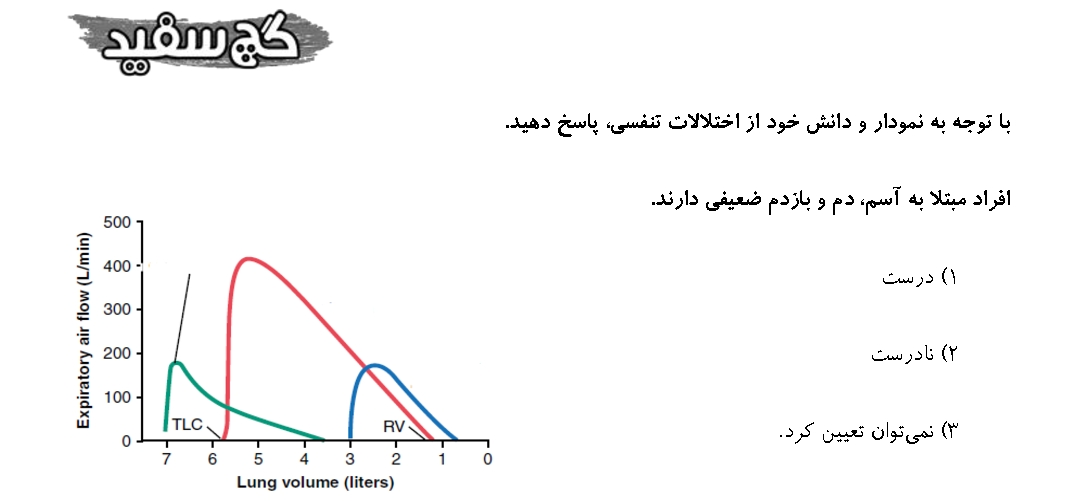 گچ سفید
با توجه به نمودار و دانش خود از اختلالات تنفسی، پاسخ دهید.
افراد مبتلا به آسم، دم و بازدم ضعیفی دارند.
۱) درست
۲) نادرست
۳) نمی‌توان تعیین کرد.
Expiratory air flow (L/min)
500
400
300
200
100
0
TLC
RV
7 6 5 4 3 2 1 0
Lung volume (liters)